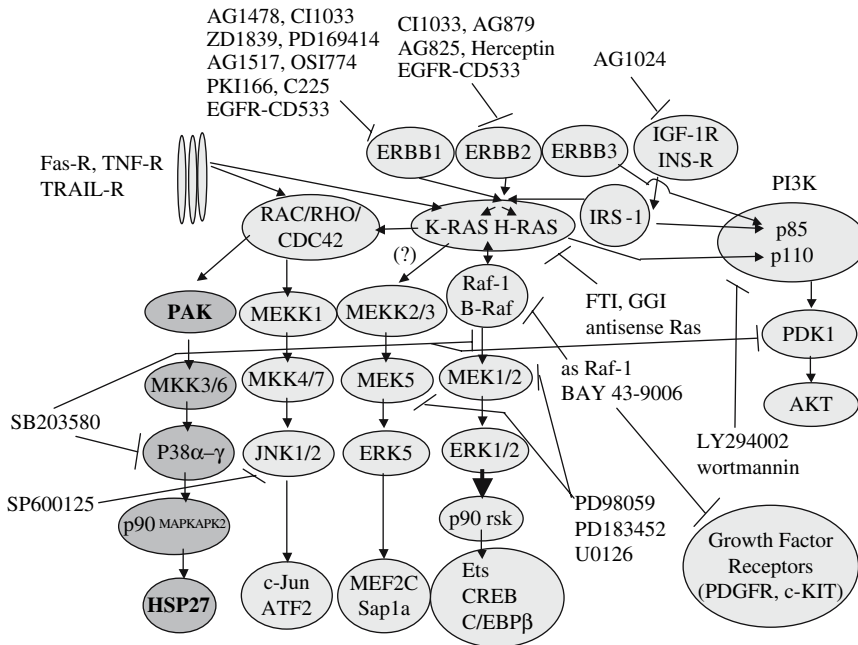 AG1478, CI1033
ZD1839, PD169414
AG1517, OSI774
PKI166, C225
EGFR-CD533
CI1033, AG879
AG825, Herceptin
EGFR-CD533
AG1024
Fas-R, TNF-R
TRAIL-R
ERBB1
ERBB2
ERBB3
IGF-1R
INS-R
PI3K
RAC/RHO/
CDC42
K-RAS H-RAS
IRS-1
p85
p110
(?)
PAK
MEKK1
MEKK2/3
Raf-1
B-Raf
FTI, GGI
antisense Ras
PDK1
MKK3/6
MKK4/7
MEK5
MEK1/2
as Raf-1
BAY 43-9006
AKT
SB203580
P38α–γ
JNK1/2
ERK5
ERK1/2
LY294002
wortmannin
SP600125
p90 MAPKAPK2
p90 rsk
PD98059
PD183452
U0126
Growth Factor
Receptors
(PDGFR, c-KIT)
HSP27
c-Jun
ATF2
MEF2C
Sap1a
Ets
CREB
C/EBPβ